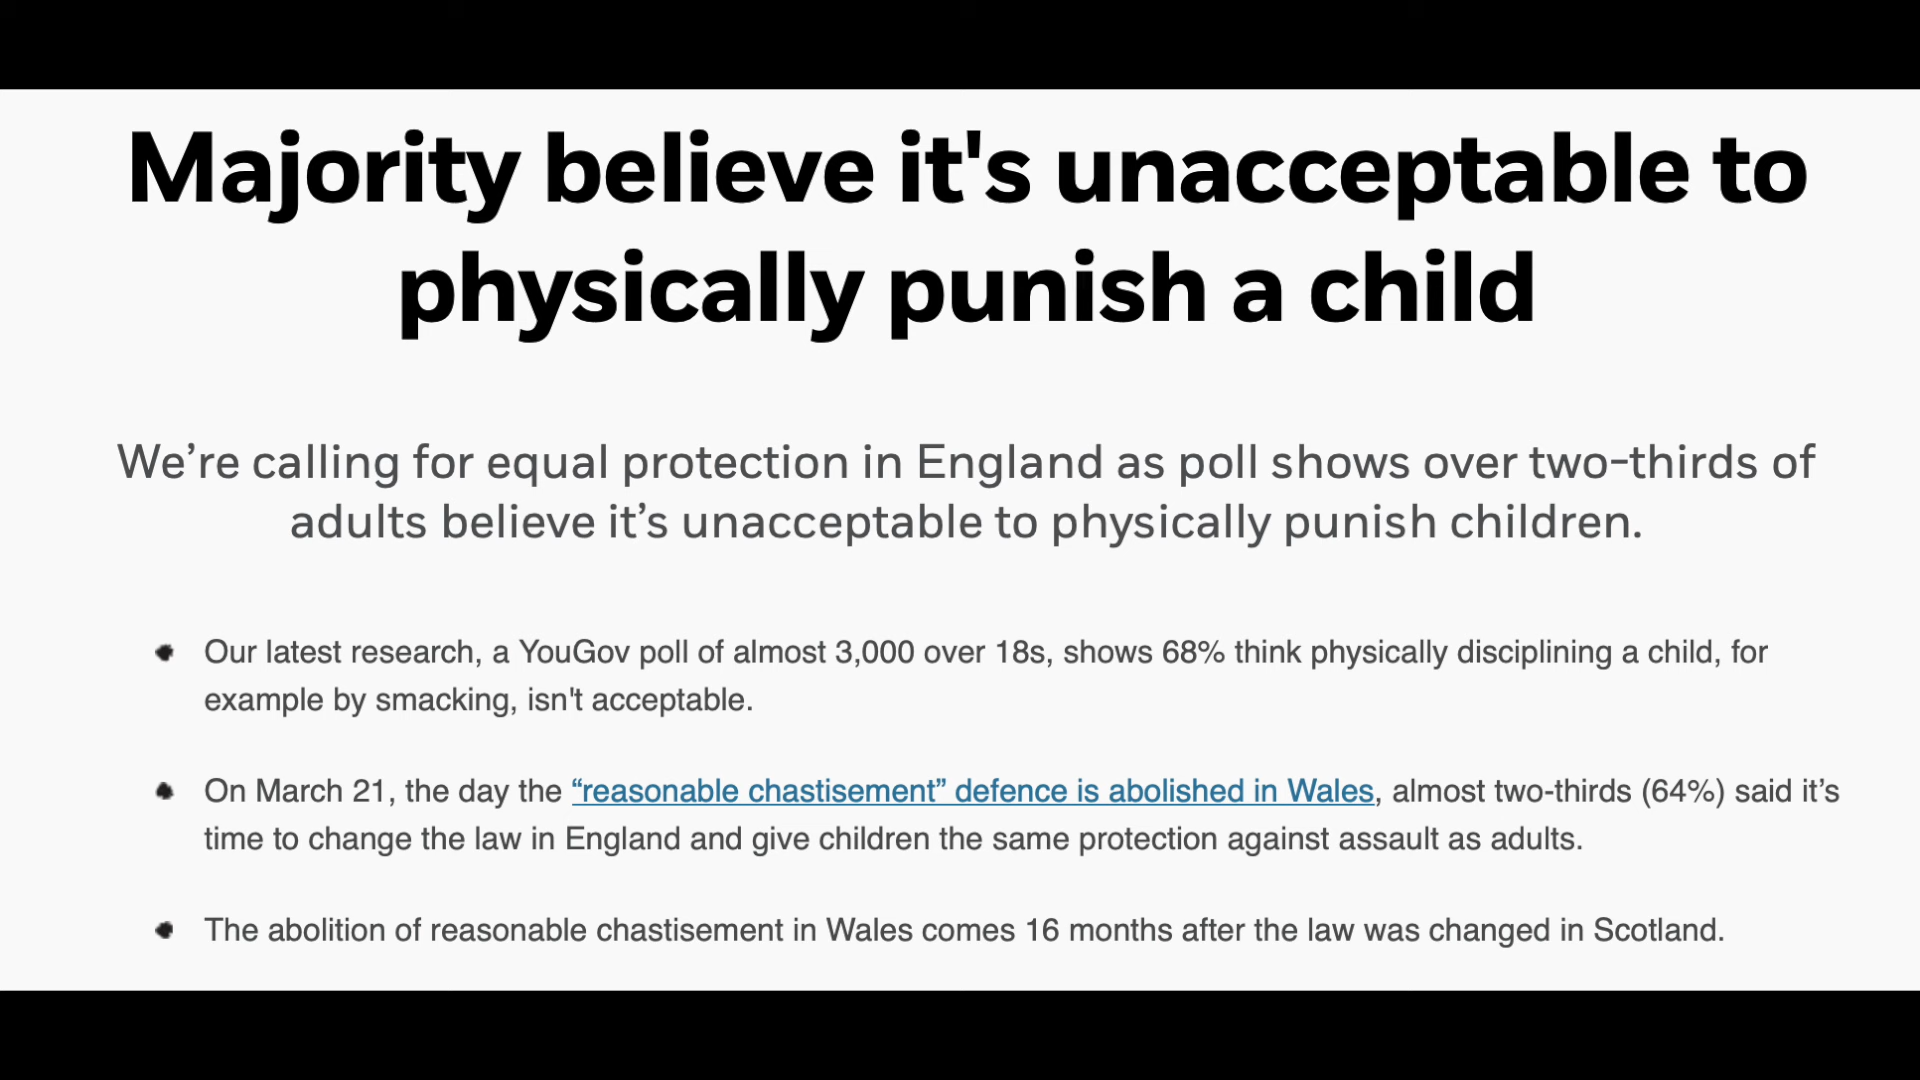 Majority believe it's unacceptable to
physically punish a child
We’re calling for equal protection in England as poll shows over two-thirds of
adults believe it’s unacceptable to physically punish children.
Our latest research, a YouGov poll of almost 3,000 over 18s, shows 68% think physically disciplining a child, for
example by smacking, isn't acceptable.
On March 21, the day the “reasonable chastisement” defence is abolished in Wales, almost two-thirds (64%) said it’s
time to change the law in England and give children the same protection against assault as adults.
The abolition of reasonable chastisement in Wales comes 16 months after the law was changed in Scotland.